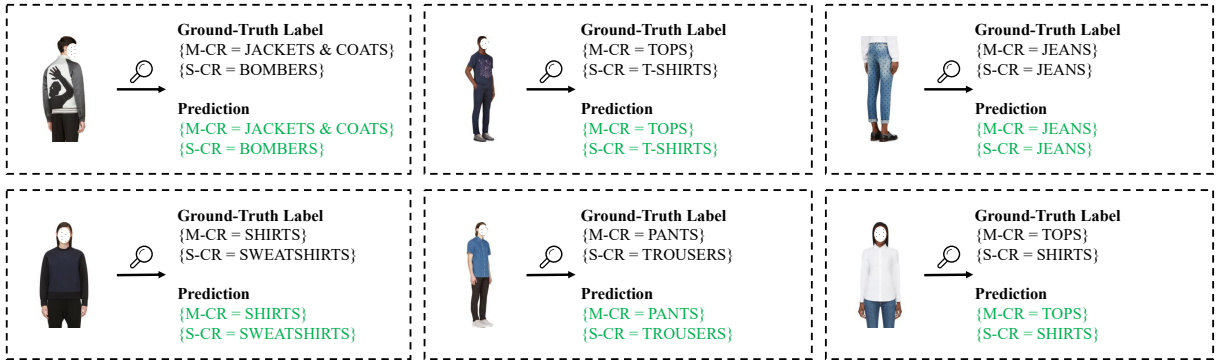 Ground-Truth Label
{M-CR = JACKETS & COATS}
{S-CR = BOMBERS}
Prediction
{M-CR = JACKETS & COATS}
{S-CR = BOMBERS}
Ground-Truth Label
{M-CR = TOPS}
{S-CR = T-SHIRTS}
Prediction
{M-CR = TOPS}
{S-CR = T-SHIRTS}
Ground-Truth Label
{M-CR = JEANS}
{S-CR = JEANS}
Prediction
{M-CR = JEANS}
{S-CR = JEANS}
Ground-Truth Label
{M-CR = SHIRTS}
{S-CR = SWEATSHIRTS}
Prediction
{M-CR = SHIRTS}
{S-CR = SWEATSHIRTS}
Ground-Truth Label
{M-CR = PANTS}
{S-CR = TROUSERS}
Prediction
{M-CR = PANTS}
{S-CR = TROUSERS}
Ground-Truth Label
{M-CR = TOPS}
{S-CR = SHIRTS}
Prediction
{M-CR = TOPS}
{S-CR = SHIRTS}